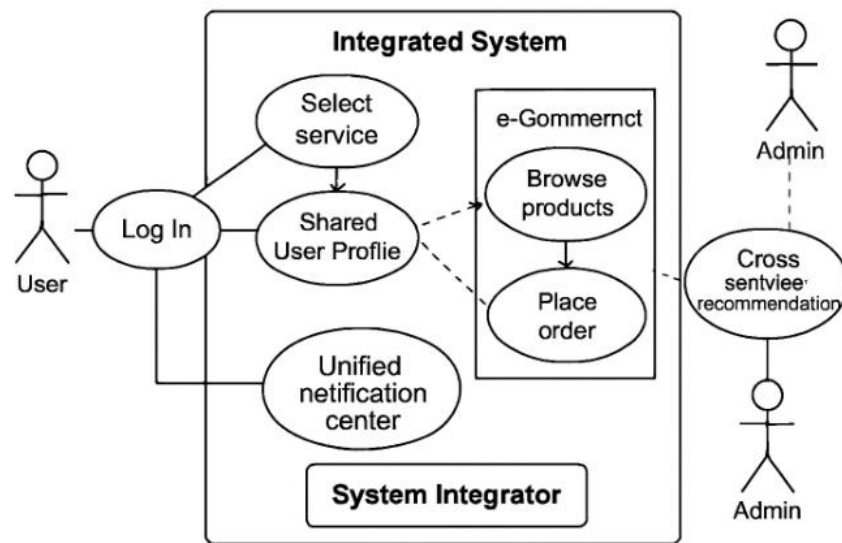 Integrated System
Select
service
e-Gommernct
Admin
Browse
products
Log In
Shared
User Proflie
User
Cross
sentvieer
recommendation
Place
order
Unified
netification
center
System Integrator
Admin